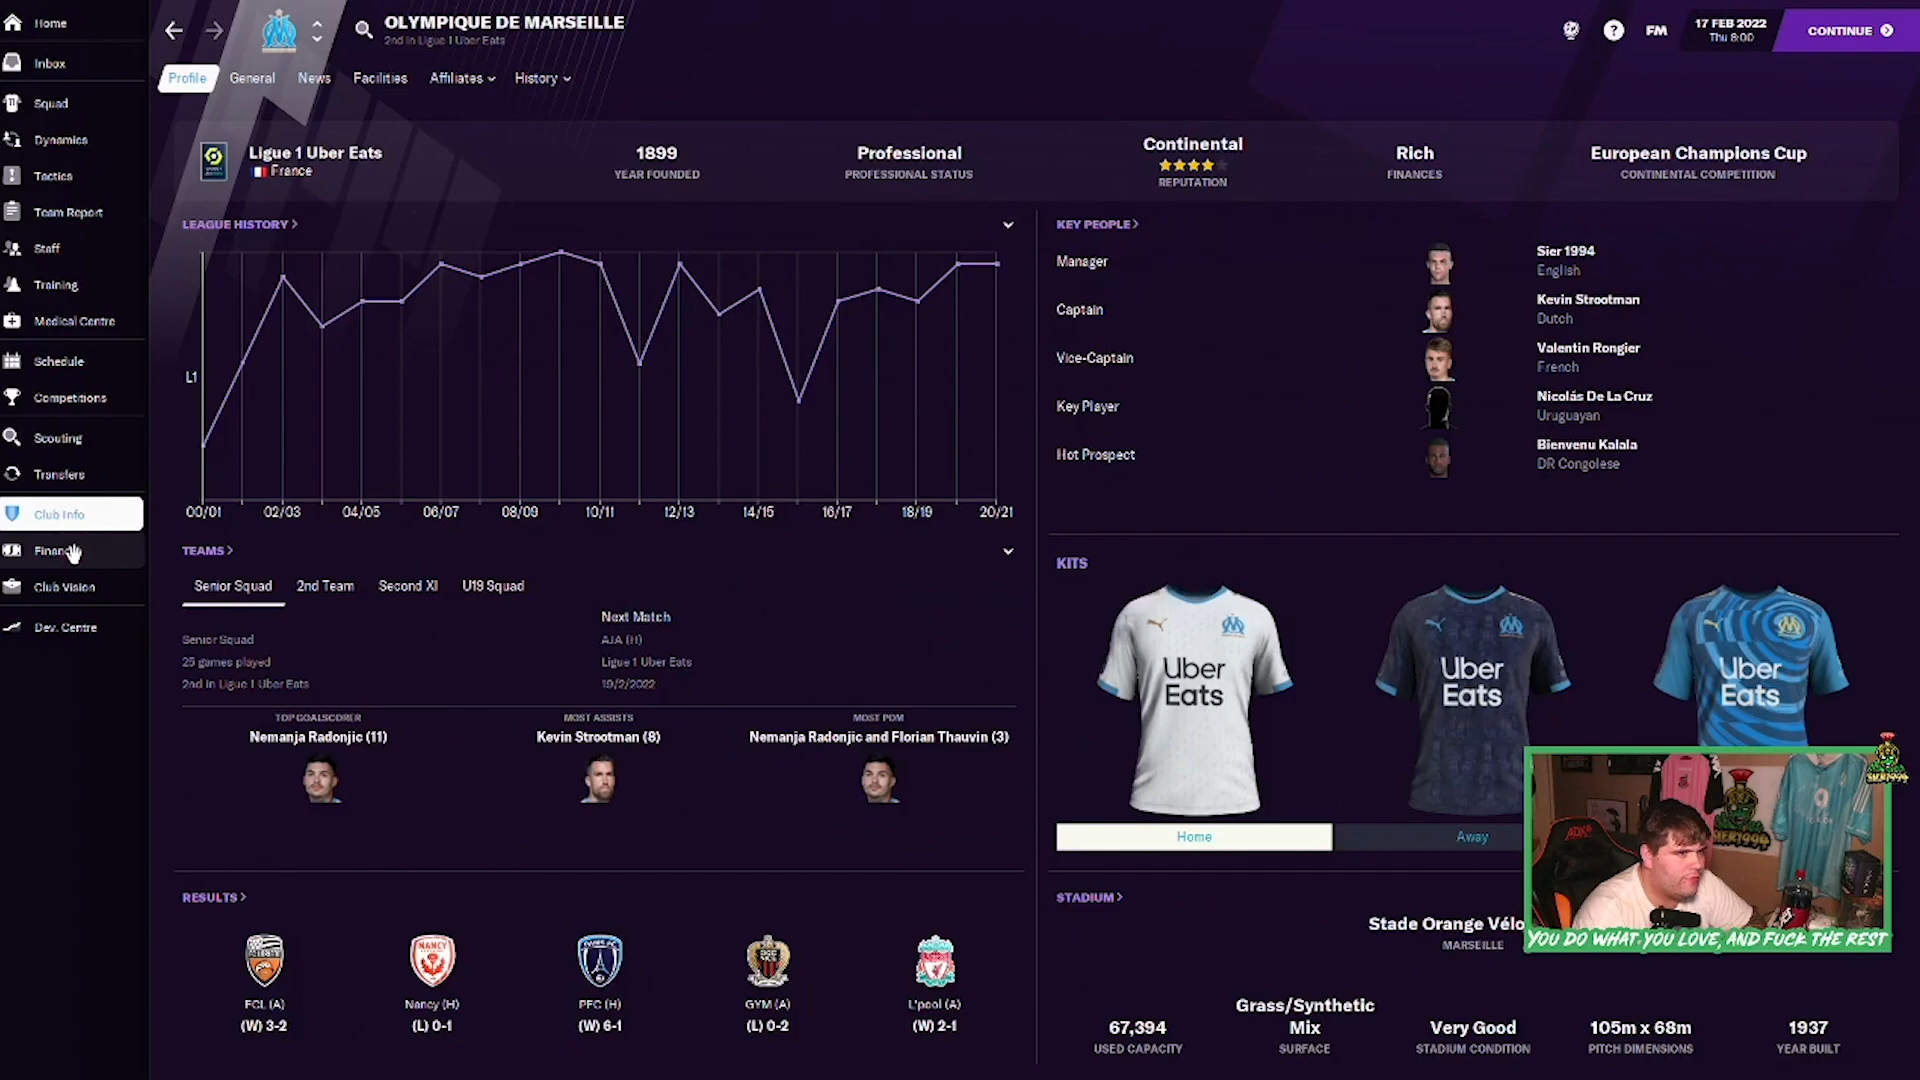 Home
Inbox
Squad
Dynamics
Tactics
Team Report
Staff
Training
Medical Centre
Schedule
Competitions
Scouting
Transfers
Club Info
Club Vision
Dev. Centre
OLYMPIQUE DE MARSEILLE
2nd in Ligue 1 Uber Eats
FM
17 FEB 2022
Thu 8:00
CONTINUE
Profile General News Facilities Affiliates History
Ligue 1 Uber Eats
France
1899
YEAR FOUNDED
Professional
PROFESSIONAL STATUS
Continental
REPUTATION
Rich
FINANCES
European Champions Cup
CONTINENTAL COMPETITION
LEAGUE HISTORY
L1
00/01 02/03 04/05 06/07 08/09 10/11 12/13 14/15 16/17 18/19 20/21
KEY PEOPLE
Manager
Sier 1994
English
Captain
Kevin Strootman
Dutch
Vice-Captain
Valentin Rongier
French
Key Player
Nicolás De La Cruz
Uruguayan
Hot Prospect
Bienvenu Kalala
DR Congolese
TEAMS
Senior Squad 2nd Team Second XI U19 Squad
Senior Squad
25 games played
2nd in Ligue 1 Uber Eats
Next Match
AJA (H)
Ligue 1 Uber Eats
19/2/2022
TOP GOALSCORER
Nemanja Radonjic (11)
MOST ASSISTS
Kevin Strootman (8)
MOST POM
Nemanja Radonjic and Florian Thauvin (3)
KITS
Uber
Eats
Uber
Eats
Uber
Eats
Home
Away
RESULTS
FCL (A)
(W) 3-2
Nancy (H)
(L) 0-1
PFC (H)
(W) 6-1
GYM (A)
(L) 0-2
L'pool (A)
(W) 2-1
STADIUM
Stade Orange Vélo
MARSEILLE
67,394
USED CAPACITY
Grass/Synthetic
Mix
SURFACE
Very Good
STADIUM CONDITION
105m x 68m
PITCH DIMENSIONS
1937
YEAR BUILT
SIER1994
SIER1994
YOU DO WHAT YOU LOVE, AND FUCK THE REST